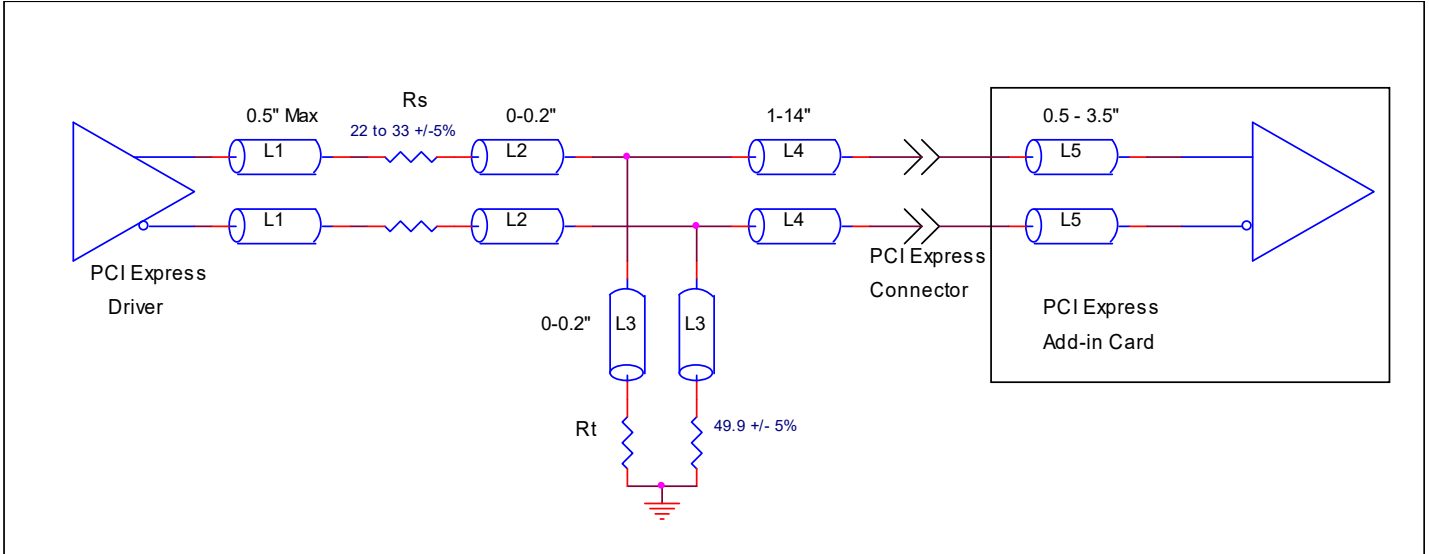 Rs
0.5" Max
22 to 33 +/-5%
0-0.2"
1-14"
0.5 - 3.5"
L1
L2
L4
L5
L1
L2
L4
L5
PCI Express
Driver
PCI Express
Connector
0-0.2"
L3
L3
PCI Express
Add-in Card
Rt
49.9 +/- 5%